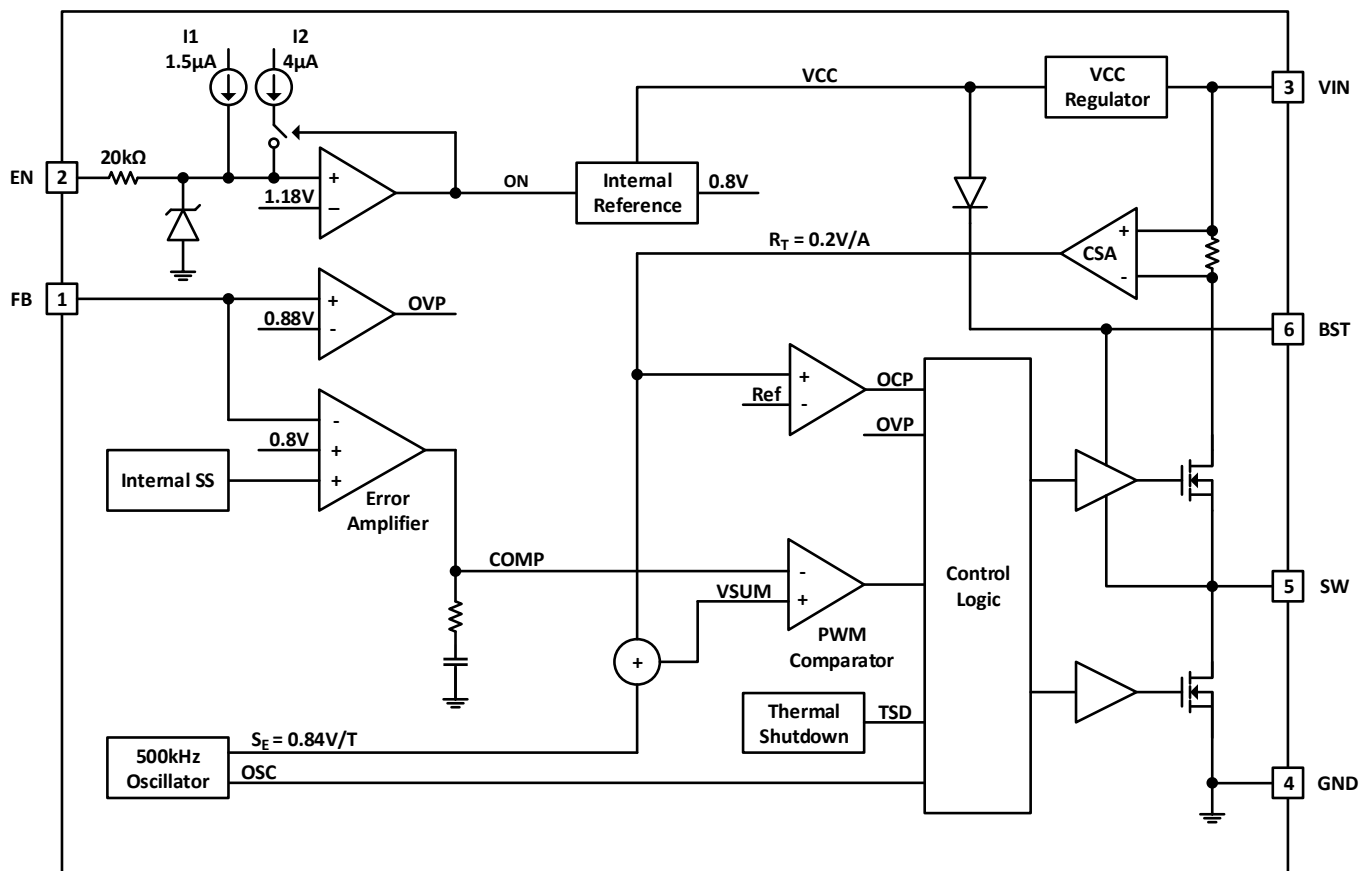 I1
1.5µA
I2
4µA
VCC
VCC
Regulator
3
VIN
EN
2
20kΩ
+
1.18V
–
ON
Internal
Reference
0.8V
RT = 0.2V/A
CSA
+
-
FB
1
+
0.88V
-
OVP
6
BST
Ref
+
-
OCP
OVP
-
0.8V
+
+
Internal SS
Error
Amplifier
COMP
-
VSUM
+
PWM
Comparator
Control
Logic
5
SW
+
Thermal
Shutdown
TSD
SE = 0.84V/T
500kHz
Oscillator
OSC
4
GND